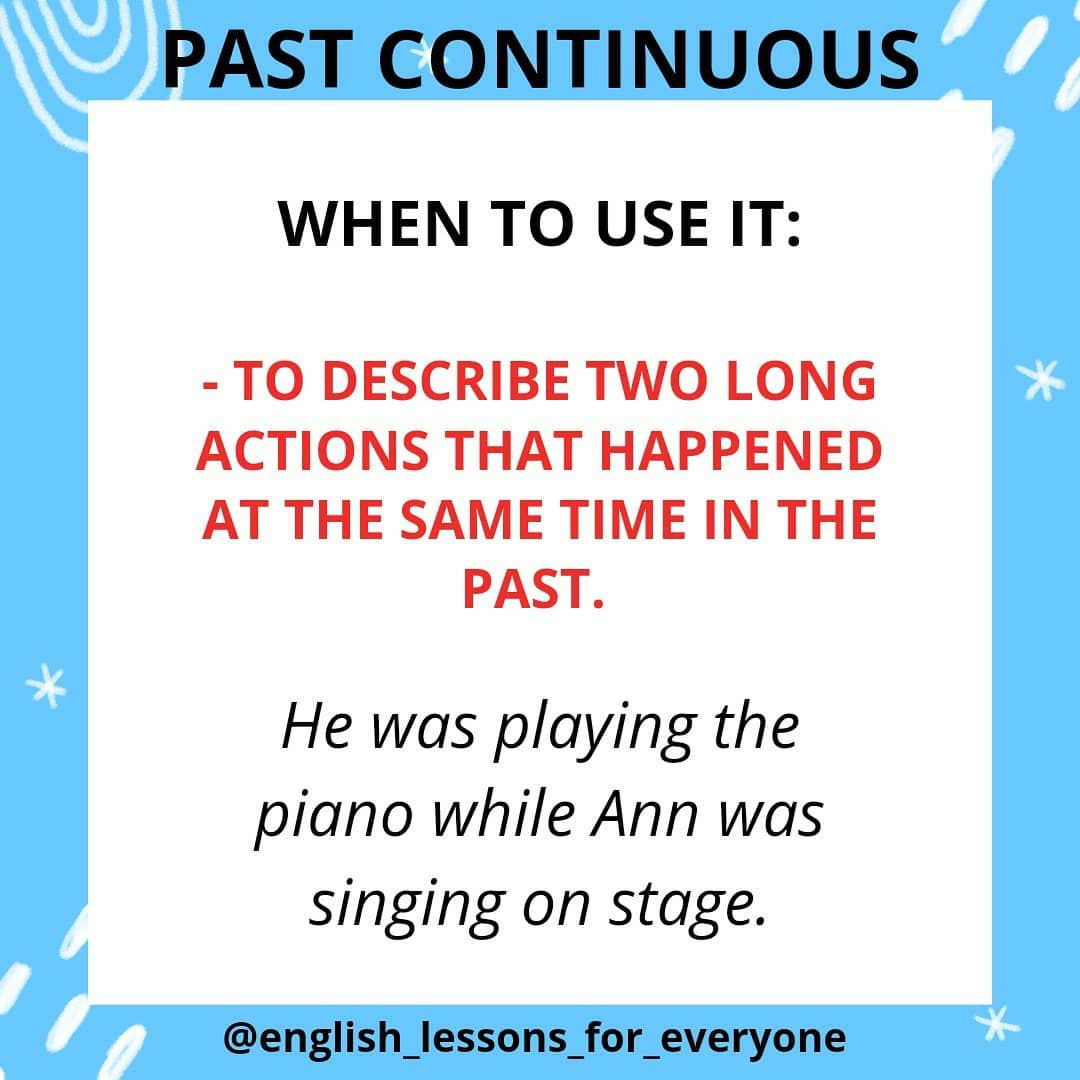 PAST CONTINUOUS
WHEN TO USE IT:
- TO DESCRIBE TWO LONG
ACTIONS THAT HAPPENED
AT THE SAME TIME IN THE
PAST.
He was playing the
piano while Ann was
singing on stage.
@english_lessons_for_everyone